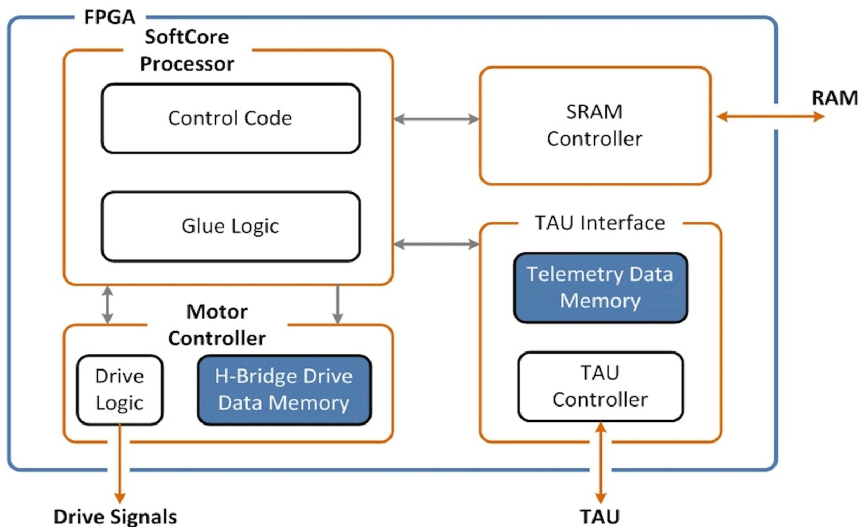 FPGA
SoftCore
Processor
Control Code
Glue Logic
SRAM
Controller
RAM
TAU Interface
Telemetry Data
Memory
TAU
Controller
Motor
Controller
Drive
Logic
H-Bridge Drive
Data Memory
Drive Signals
TAU